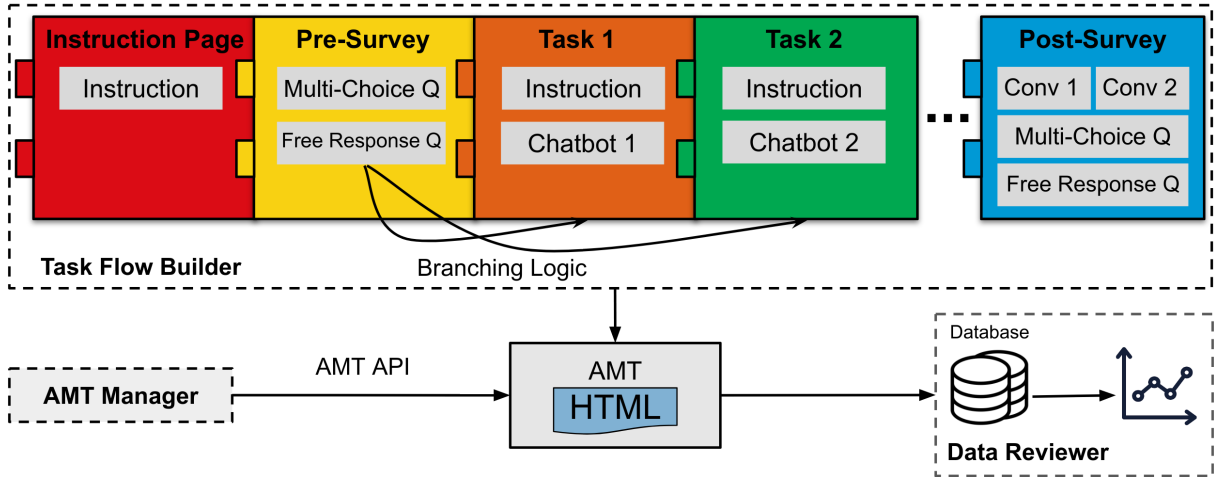 Instruction Page
Instruction
Pre-Survey
Multi-Choice Q
Free Response Q
Task 1
Instruction
Chatbot 1
Task 2
Instruction
Chatbot 2
...
Post-Survey
Conv 1
Conv 2
Multi-Choice Q
Free Response Q
Task Flow Builder
Branching Logic
AMT Manager
AMT API
AMT
HTML
Database
Data Reviewer